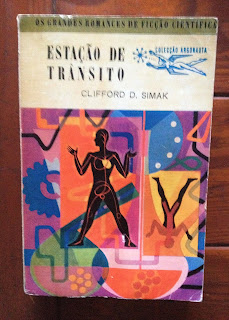 OS GRANDES ROMANCES DE FICÇÃO CIENTÍFICA
ESTAÇÃO DE
TRÂNSITO
COLECÇÃO ARGONAUTA
CLIFFORD D. SIMAK